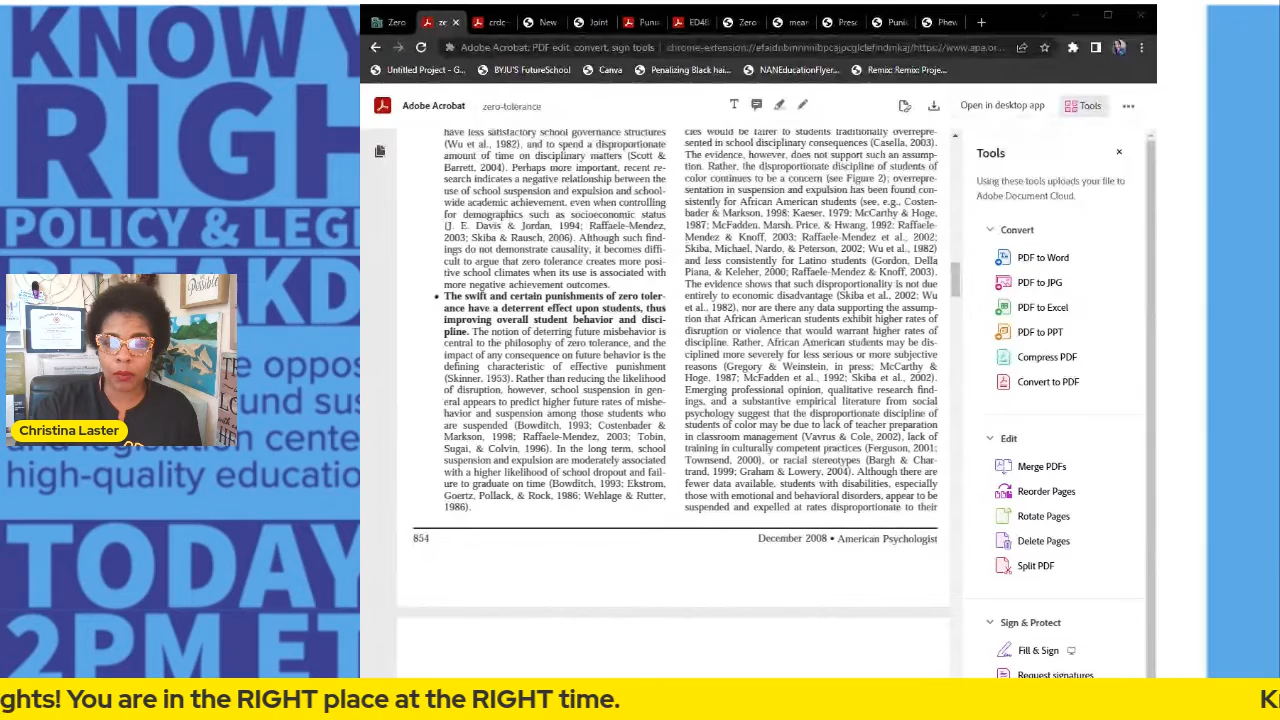 KNOW Y
RIGH
POLICY & LEGI
BREAKD
e oppos
und sus
and legislation cente
high-quality educatio
TODAY
2PM ET
Christina Laster
Possible
Zero
ze
crdc-
New
Joint
Puni
ED48
Zero
mear
Presc
Puni
Phew
Adobe Acrobat: PDF edit, convert, sign tools
chrome-extension://efaidnbmnnnibpcajpcglclefindmkaj/https://www.apa.or...
Untitled Project - G...
BYJU'S FutureSchool
Canva
Penalizing Black hai...
NANEducationFlyer...
Remix: Remix Proje...
Adobe Acrobat
zero-tolerance
Open in desktop app
Tools
have less satisfactory school governance structures
(Wu et al., 1982), and to spend a disproportionate
amount of time on disciplinary matters (Scott &
Barrett, 2004). Perhaps more important, recent re-
search indicates a negative relationship between the
use of school suspension and expulsion and school-
wide academic achievement, even when controlling
for demographics such as socioeconomic status
(J. E. Davis & Jordan, 1994; Raffaele-Mendez,
2003; Skiba & Rausch, 2006). Although such find-
ings do not demonstrate causality, it becomes diffi-
cult to argue that zero tolerance creates more posi-
tive school climates when its use is associated with
more negative achievement outcomes.
• The swift and certain punishments of zero toler-
ance have a deterrent effect upon students, thus
improving overall student behavior and disci-
pline. The notion of deterring future misbehavior is
central to the philosophy of zero tolerance, and the
impact of any consequence on future behavior is the
defining characteristic of effective punishment
(Skinner, 1953). Rather than reducing the likelihood
of disruption, however, school suspension in gen-
eral appears to predict higher future rates of misbe-
havior and suspension among those students who
are suspended (Bowditch, 1993; Costenbader &
Markson, 1998; Raffaele-Mendez, 2003; Tobin,
Sugai, & Colvin, 1996). In the long term, school
suspension and expulsion are moderately associated
with a higher likelihood of school dropout and fail-
ure to graduate on time (Bowditch, 1993; Ekstrom,
Goertz, Pollack, & Rock, 1986; Wehlage & Rutter,
1986).
cies would be fairer to students traditionally overrepre-
sented in school disciplinary consequences (Casella, 2003).
The evidence, however, does not support such an assump-
tion. Rather, the disproportionate discipline of students of
color continues to be a concern (see Figure 2); overrepre-
sentation in suspension and expulsion has been found con-
sistently for African American students (see, e.g., Costen-
bader & Markson, 1998; Kaeser, 1979; McCarthy & Hoge,
1987; McFadden, Marsh, Price, & Hwang, 1992; Raffaele-
Mendez & Knoff, 2003; Raffaele-Mendez et al., 2002;
Skiba, Michael, Nardo, & Peterson, 2002; Wu et al., 1982)
and less consistently for Latino students (Gordon, Della
Piana, & Keleher, 2000; Raffaele-Mendez & Knoff, 2003).
The evidence shows that such disproportionality is not due
entirely to economic disadvantage (Skiba et al., 2002; Wu
et al., 1982), nor are there any data supporting the assump-
tion that African American students exhibit higher rates of
disruption or violence that would warrant higher rates of
discipline. Rather, African American students may be dis-
ciplined more severely for less serious or more subjective
reasons (Gregory & Weinstein, in press; McCarthy &
Hoge, 1987; McFadden et al., 1992; Skiba et al., 2002).
Emerging professional opinion, qualitative research find-
ings, and a substantive empirical literature from social
psychology suggest that the disproportionate discipline of
students of color may be due to lack of teacher preparation
in classroom management (Vavrus & Cole, 2002), lack of
training in culturally competent practices (Ferguson, 2001;
Townsend, 2000), or racial stereotypes (Bargh & Char-
trand, 1999; Graham & Lowery, 2004). Although there are
fewer data available, students with disabilities, especially
those with emotional and behavioral disorders, appear to be
suspended and expelled at rates disproportionate to their
854
December 2008 • American Psychologist
Tools
Using these tools uploads your file to
Adobe Document Cloud.
Convert
PDF to Word
PDF to JPG
PDF to Excel
PDF to PPT
Compress PDF
Convert to PDF
Edit
Merge PDFs
Reorder Pages
Rotate Pages
Delete Pages
Split PDF
Sign & Protect
Fill & Sign
Request signatures
ghts! You are in the RIGHT place at the RIGHT time.
K